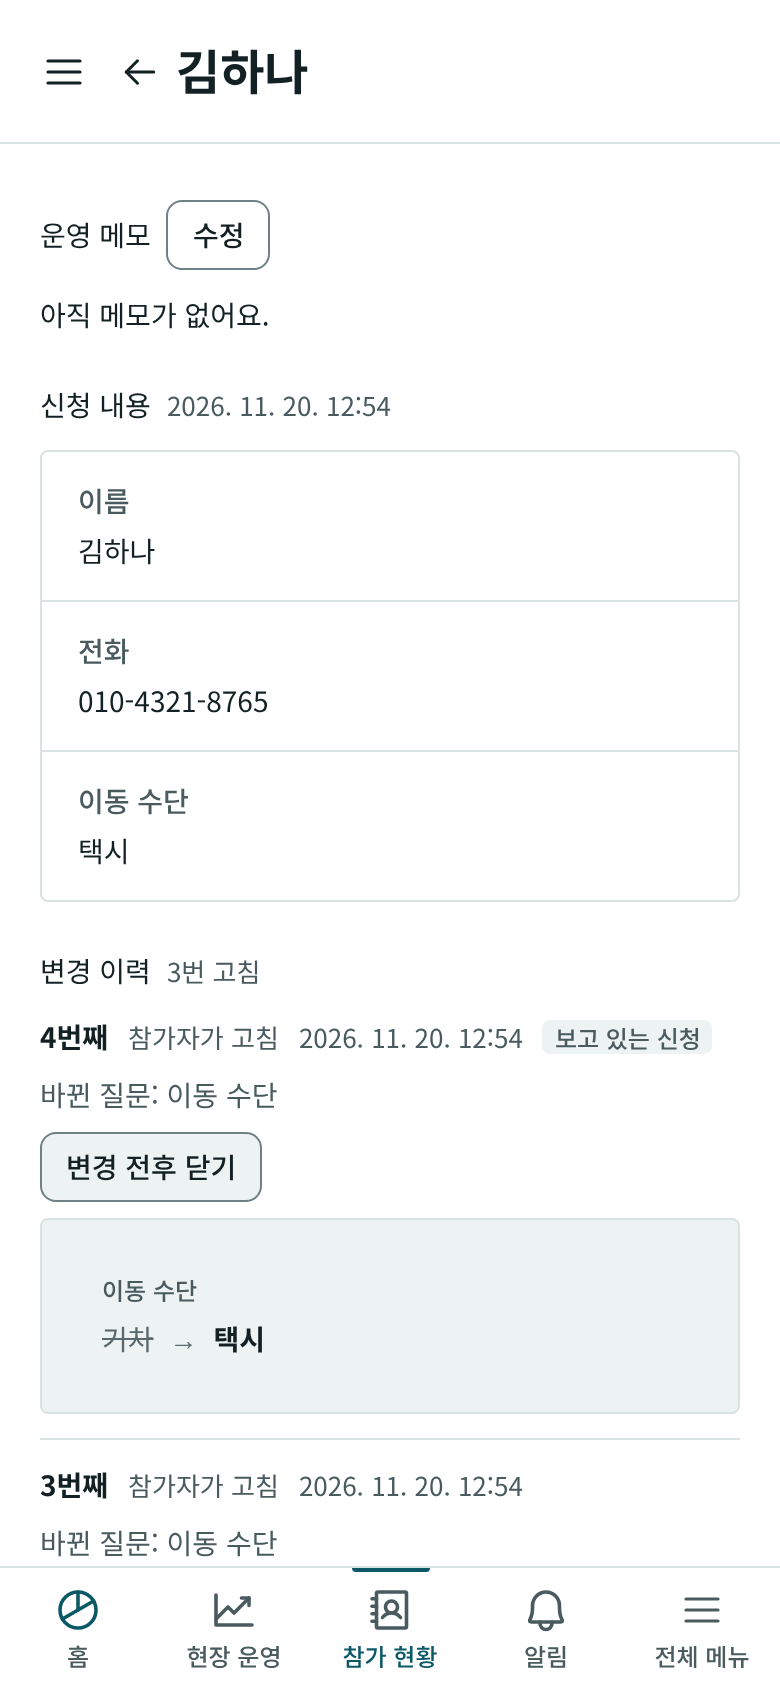 김하나
운영 메모 수정
아직 메모가 없어요.
신청 내용 2026. 11. 20. 12:54
이름
김하나
전화
010-4321-8765
이동 수단
택시
변경 이력 3번 고침
4번째 참가자가 고침 2026. 11. 20. 12:54 보고 있는 신청
바뀐 질문: 이동 수단
변경 전후 닫기
이동 수단
기차 → 택시
3번째 참가자가 고침 2026. 11. 20. 12:54
바뀐 질문: 이동 수단
홈 현장 운영 참가 현황 알림 전체 메뉴